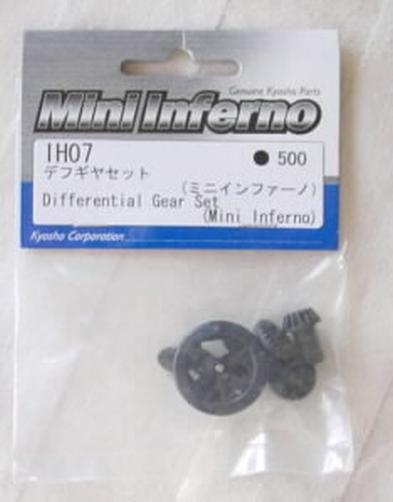 Genuine Kyosho Parts
Mini Inferno
IH07
● 500
デフギヤセット
(ミニインファーノ)
Differential Gear Set
(Mini Inferno)
Kyosho Corporation